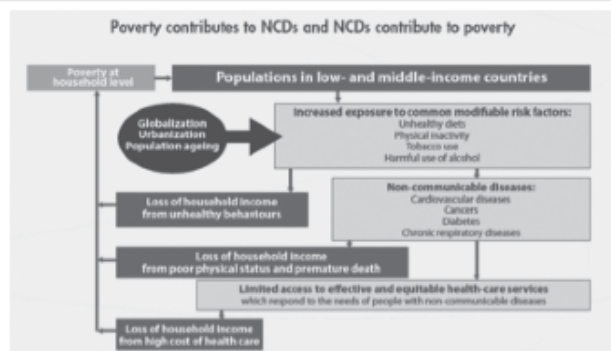 Poverty contributes to NCDs and NCDs contribute to poverty
Poverty at
household level
Populations in low- and middle-income countries
Globalization
Urbanization
Population ageing
Increased exposure to common modifiable risk factors:
Unhealthy diets
Physical inactivity
Tobacco use
Harmful use of alcohol
Loss of household income
from unhealthy behaviours
Non-communicable diseases:
Cardiovascular diseases
Cancers
Diabetes
Chronic respiratory diseases
Loss of household income
from poor physical status and premature death
Limited access to effective and equitable health-care services
which respond to the needs of people with non-communicable diseases
Loss of household income
from high cost of health care